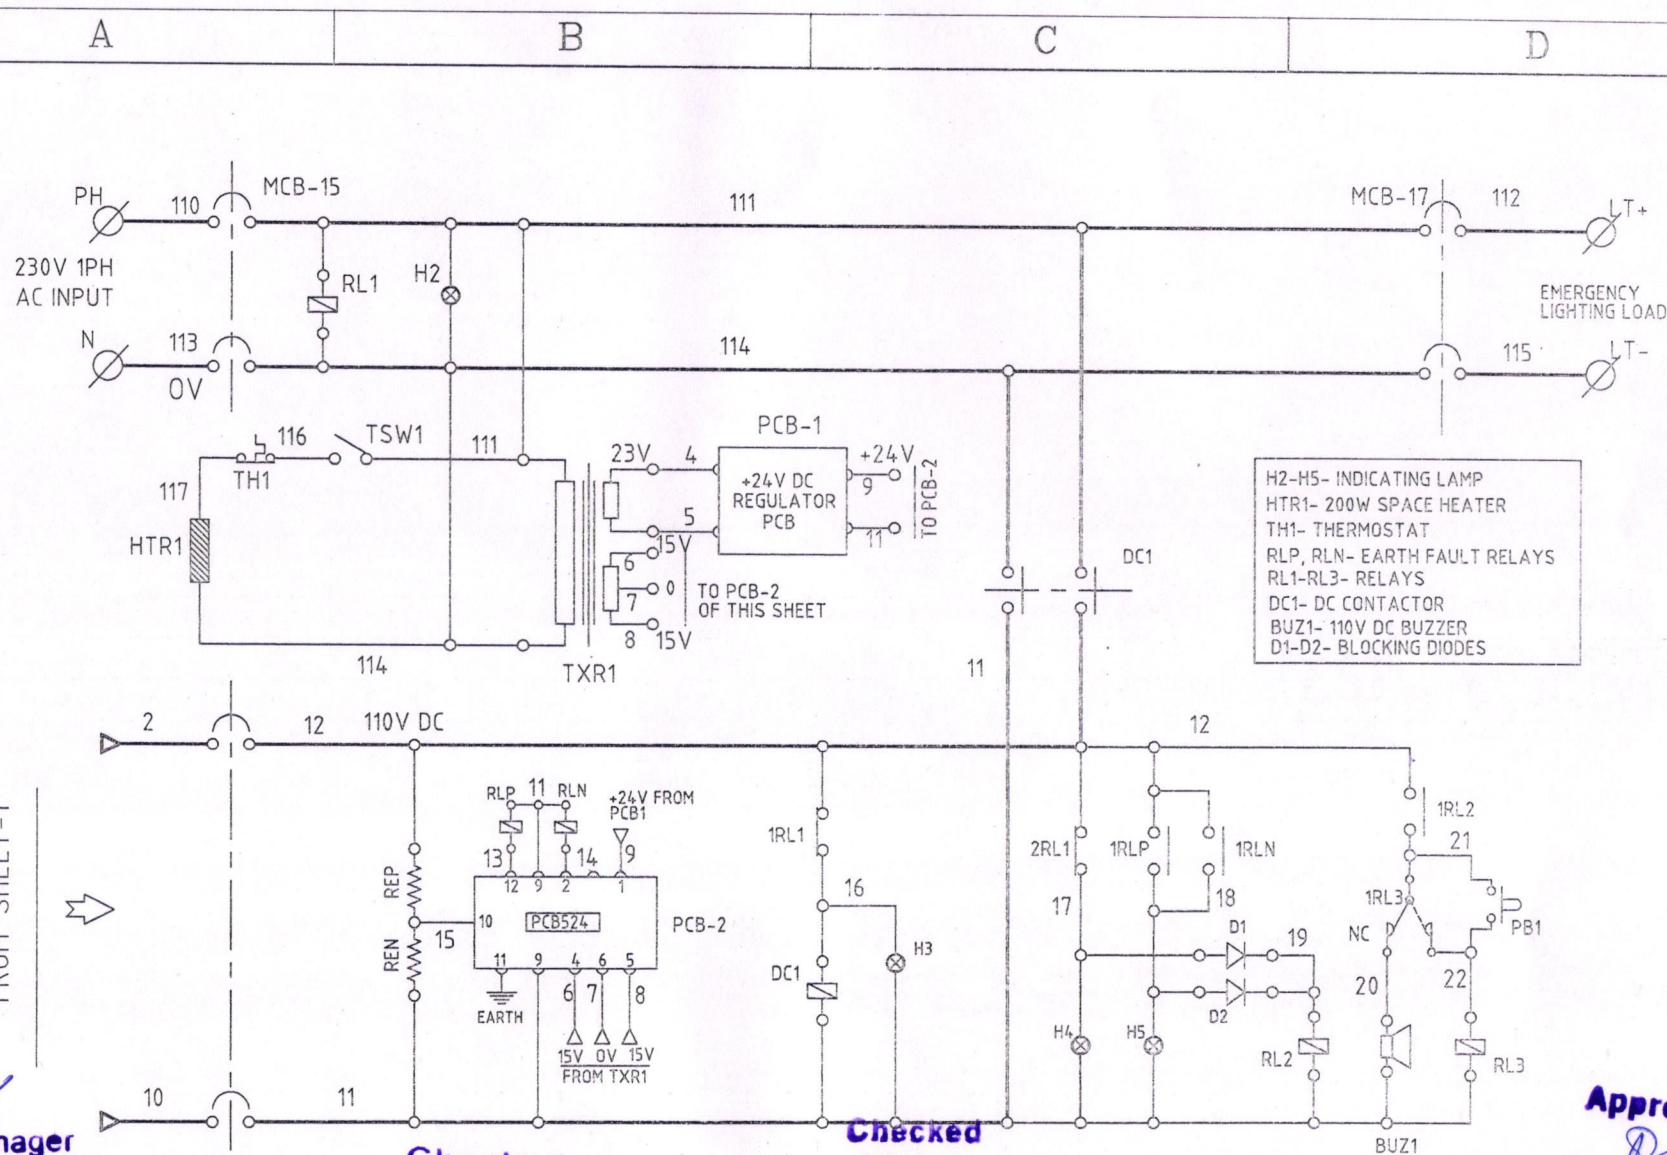 A
B
C
D
PH
110
MCB-15
111
MCB-17
112
LT+
230V 1PH
AC INPUT
RL1
H2
EMERGENCY
LIGHTING LOAD
N
113
0V
114
115
LT-
116
TSW1
111
TH1
117
HTR1
114
TXR1
23V
4
5
15V
6
0
7
8
15V
TO PCB-2
OF THIS SHEET
PCB-1
+24V DC
REGULATOR
PCB
+24V
9
11
TO PCB-2
DC1
11
H2-H5- INDICATING LAMP
HTR1- 200W SPACE HEATER
TH1- THERMOSTAT
RLP, RLN- EARTH FAULT RELAYS
RL1-RL3- RELAYS
DC1- DC CONTACTOR
BUZ1- 110V DC BUZZER
D1-D2- BLOCKING DIODES
2
12
110V DC
12
RLP
11
RLN
+24V FROM
PCB1
13
14
9
12
9
2
1
REP
REN
15
10
PCB524
PCB-2
11
9
4
6
5
EARTH
6
7
8
15V
0V
15V
FROM TXR1
1RL1
16
DC1
H3
2RL1
17
1RLP
1RLN
18
D1
19
D2
H4
H5
RL2
1RL2
21
1RL3
NC
PB1
20
22
RL3
BUZ1
10
11
Checked